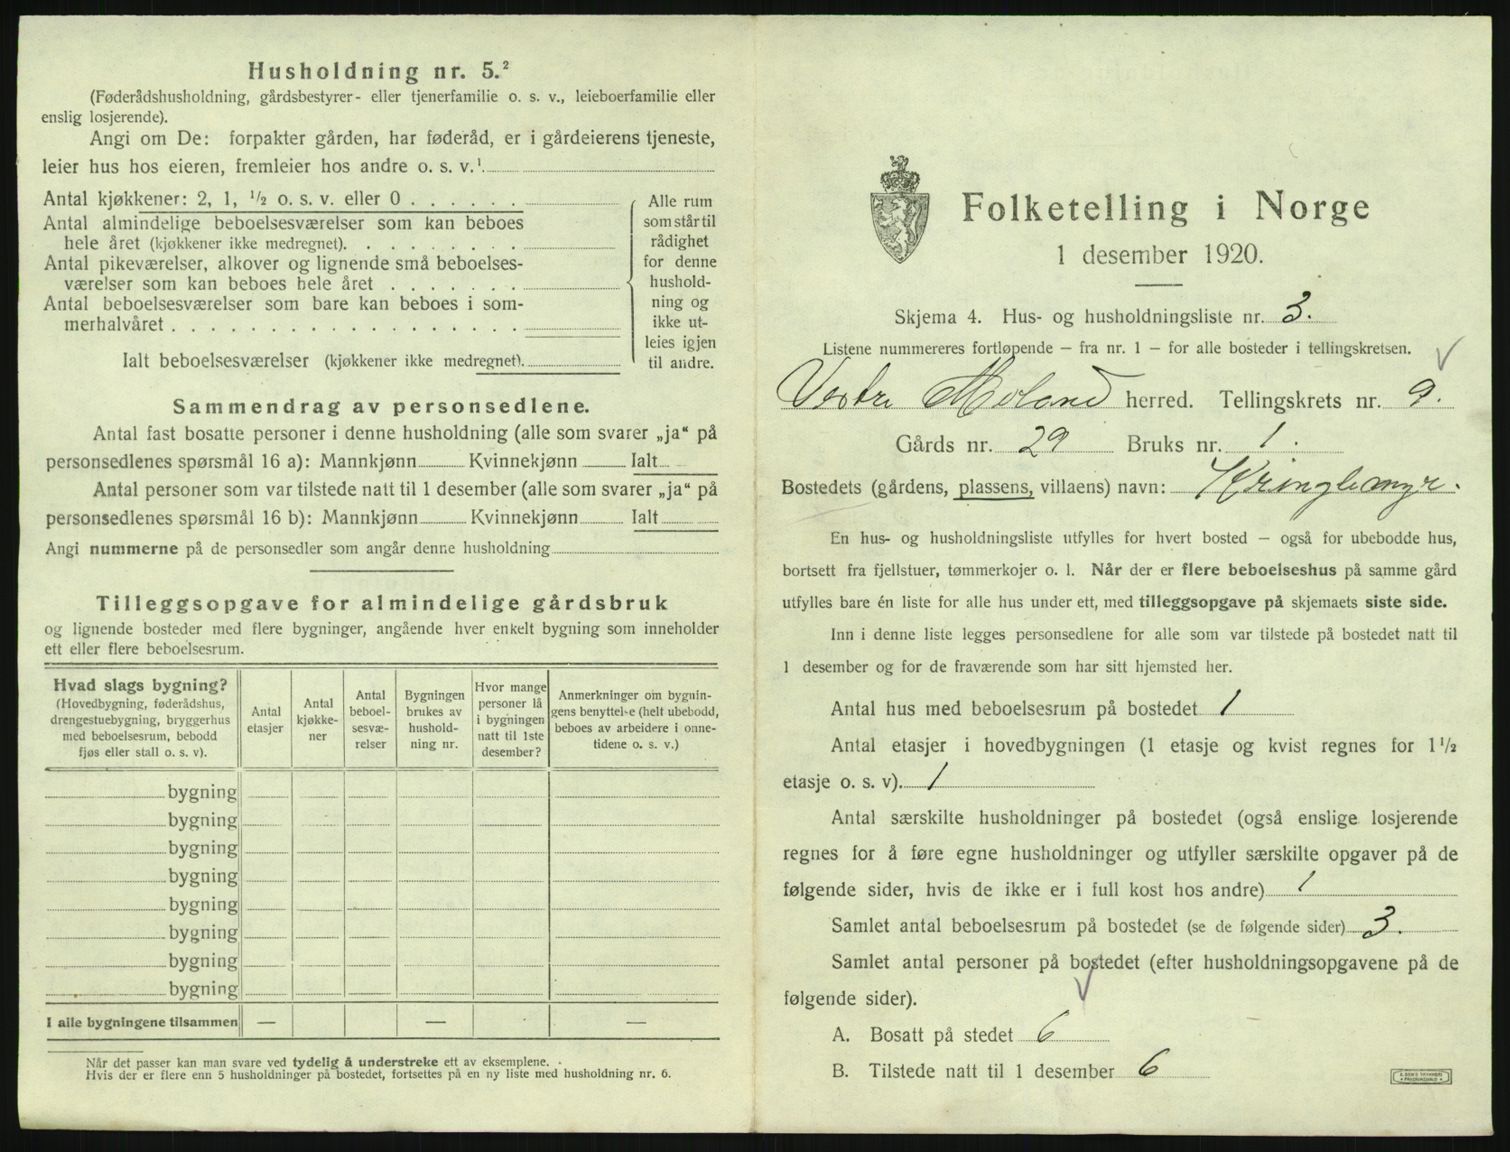 Husholdning nr. 5.²
(Føderådshusholdning, gårdsbestyrer- eller tjenerfamilie o. s. v., leieboerfamilie eller
enslig losjerende).
Angi om De: forpakter gården, har føderåd, er i gårdeierens tjeneste,
leier hus hos eieren, fremleier hos andre o. s. v.¹
Antal kjøkkener: 2, 1, ½ o. s. v. eller 0 . . . . . .
Antal almindelige beboelsesværelser som kan beboes
hele året (kjøkkener ikke medregnet). . . . . . . . .
Antal pikeværelser, alkover og lignende små beboelses-
værelser som kan beboes hele året . . . . . . .
Antal beboelsesværelser som bare kan beboes i som-
merhalvåret . . . . . . . . . . . . . . . . . .
Ialt beboelsesværelser (kjøkkener ikke medregnet).
Alle rum
som står til
rådighet
for denne
hushold-
ning og
ikke ut-
leies igjen
til andre.
Sammendrag av personsedlene.
Antal fast bosatte personer i denne husholdning (alle som svarer „ja“ på
personsedlenes spørsmål 16 a): Mannkjønn Kvinnekjønn Ialt
Antal personer som var tilstede natt til 1 desember (alle som svarer „ja“ på
personsedlenes spørsmål 16 b): Mannkjønn Kvinnekjønn Ialt
Angi nummerne på de personsedler som angår denne husholdning
Tilleggsopgave for almindelige gårdsbruk
og lignende bosteder med flere bygninger, angående hver enkelt bygning som inneholder
ett eller flere beboelsesrum.
Hvad slags bygning?
(Hovedbygning, føderådshus,
drengestuebygning, bryggerhus
med beboelsesrum, bebodd
fjøs eller stall o. s. v).
Antal
etasjer
Antal
kjøkke-
ner
Antal
beboel-
sesvæ-
relser
Bygningen
brukes av
hushold-
ning nr.
Hvor mange
personer lå
i bygningen
natt til 1ste
desember?
Anmerkninger om bygnin-
gens benyttelse (helt ubebodd,
beboes av arbeidere i onne-
tidene o. s. v.)
bygning
bygning
bygning
bygning
bygning
bygning
bygning
bygning
I alle bygningene tilsammen — — —
Når det passer kan man svare ved tydelig å understreke ett av eksemplene.
Hvis der er flere enn 5 husholdninger på bostedet, fortsettes på en ny liste med husholdning nr. 6.
Folketelling i Norge
1 desember 1920.
Skjema 4. Hus- og husholdningsliste nr. 3.
Listene nummereres fortløpende — fra nr. 1 — for alle bosteder i tellingskretsen.
Vestre Moland herred. Tellingskrets nr. 9.
Gårds nr. 29 Bruks nr. 1.
Bostedets (gårdens, plassens, villaens) navn: Kringlemyr.
En hus- og husholdningsliste utfylles for hvert bosted — også for ubebodde hus,
bortsett fra fjellstuer, tømmerkojer o. l. Når der er flere beboelseshus på samme gård
utfylles bare én liste for alle hus under ett, med tilleggsopgave på skjemaets siste side.
Inn i denne liste legges personsedlene for alle som var tilstede på bostedet natt til
1 desember og for de fraværende som har sitt hjemsted her.
Antal hus med beboelsesrum på bostedet 1
Antal etasjer i hovedbygningen (1 etasje og kvist regnes for 1½
etasje o. s. v). 1
Antal særskilte husholdninger på bostedet (også enslige losjerende
regnes for å føre egne husholdninger og utfyller særskilte opgaver på de
følgende sider, hvis de ikke er i full kost hos andre) 1
Samlet antal beboelsesrum på bostedet (se de følgende sider) 3.
Samlet antal personer på bostedet (efter husholdningsopgavene på de
følgende sider).
A. Bosatt på stedet 6
B. Tilstede natt til 1 desember 6